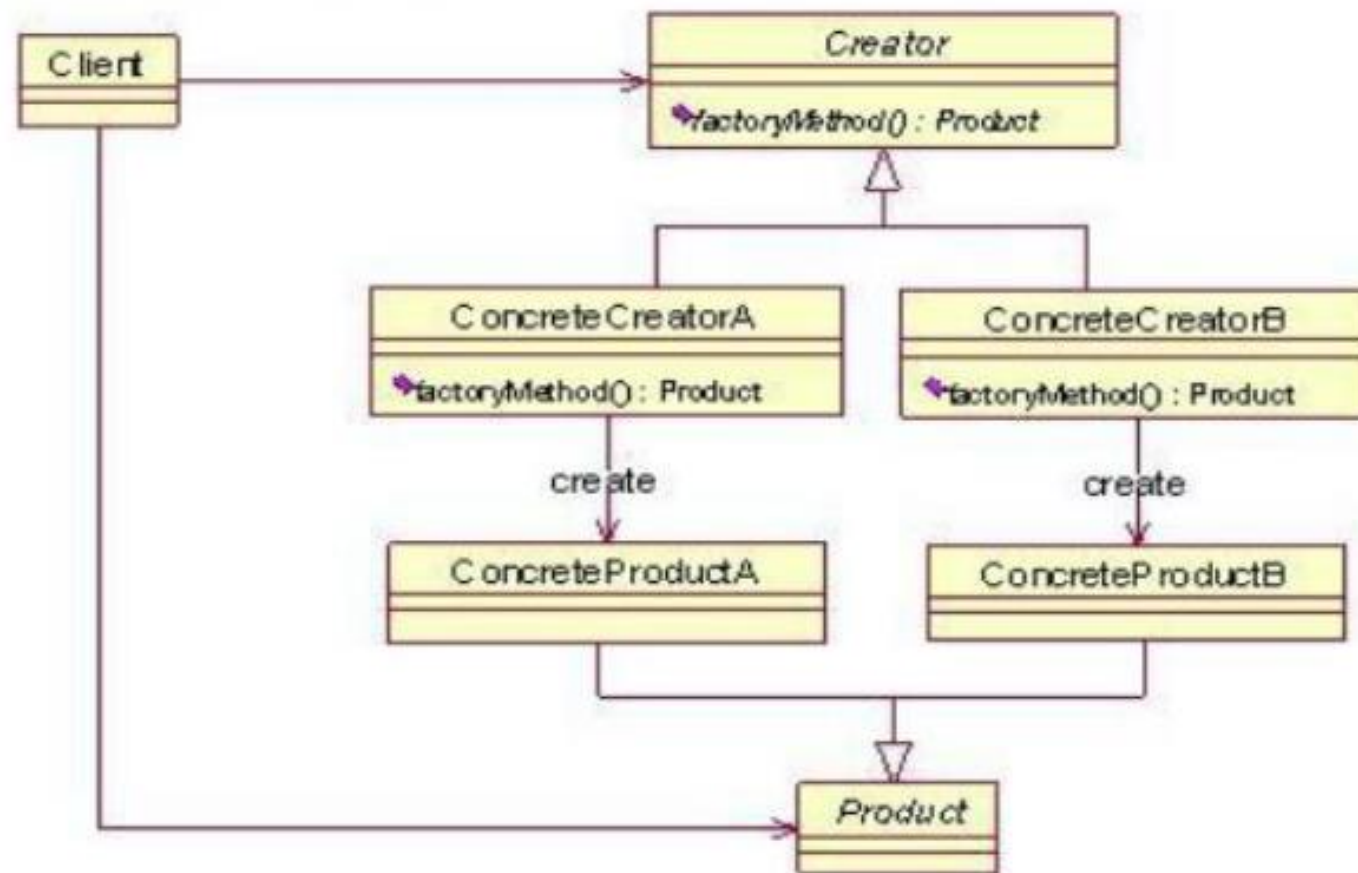 Client
Creator
factoryMethod() : Product
ConcreteCreatorA
ConcreteCreatorB
factoryMethod() : Product
factoryMethod() : Product
create
create
ConcreteProductA
ConcreteProductB
Product